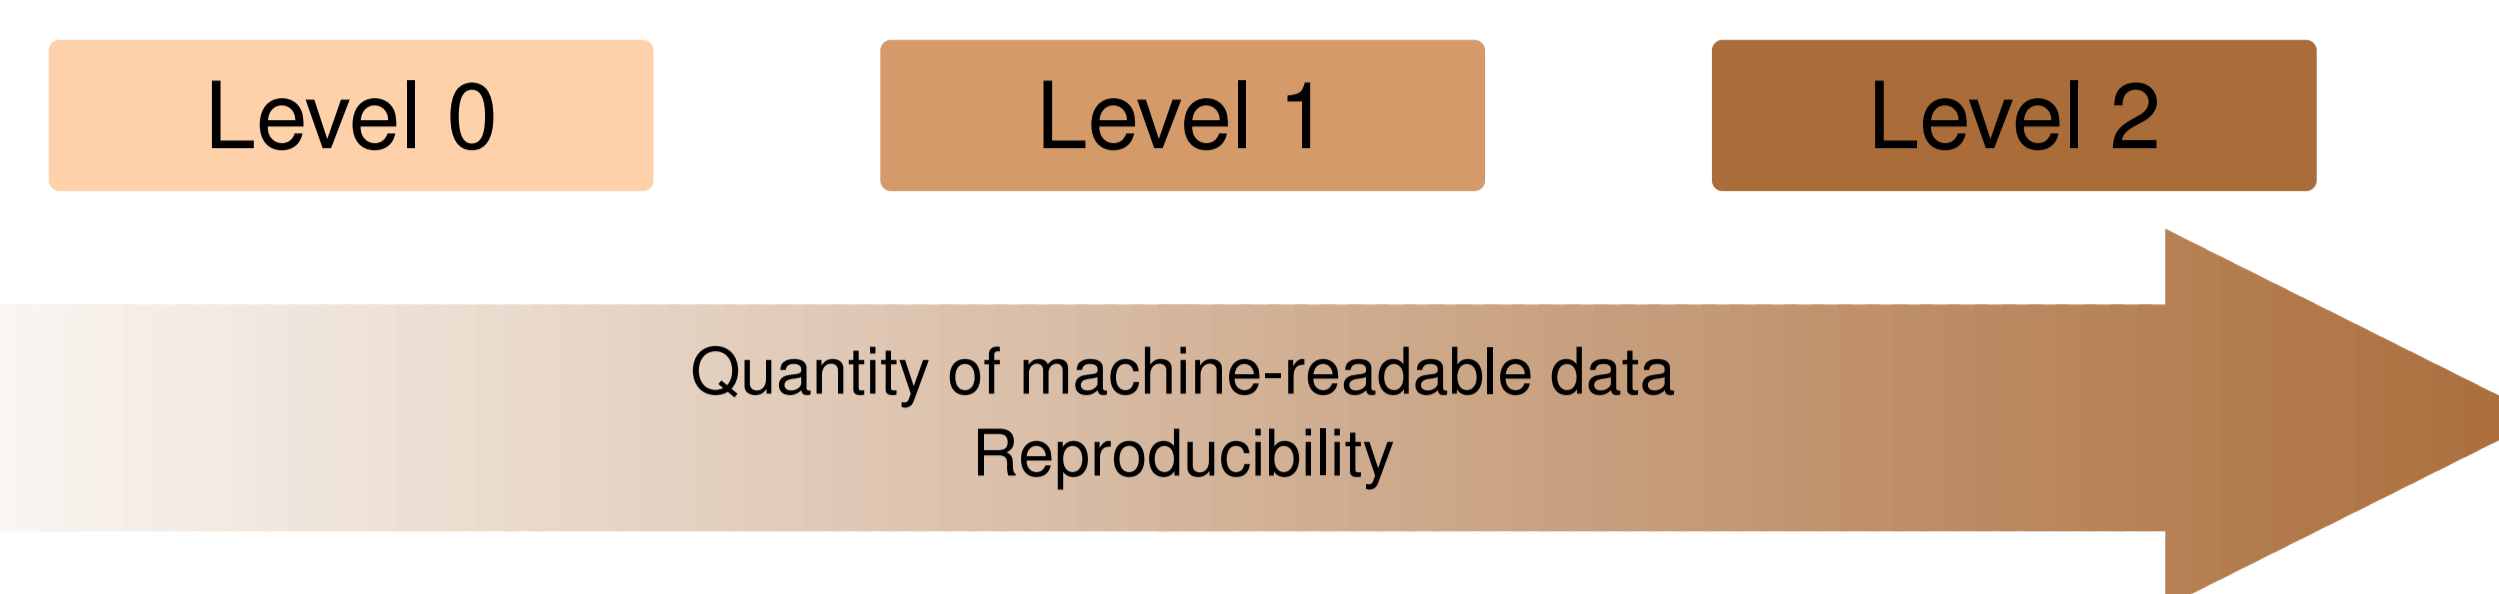 Level 0
Level 1
Level 2
Quantity of machine-readable data
Reproducibility